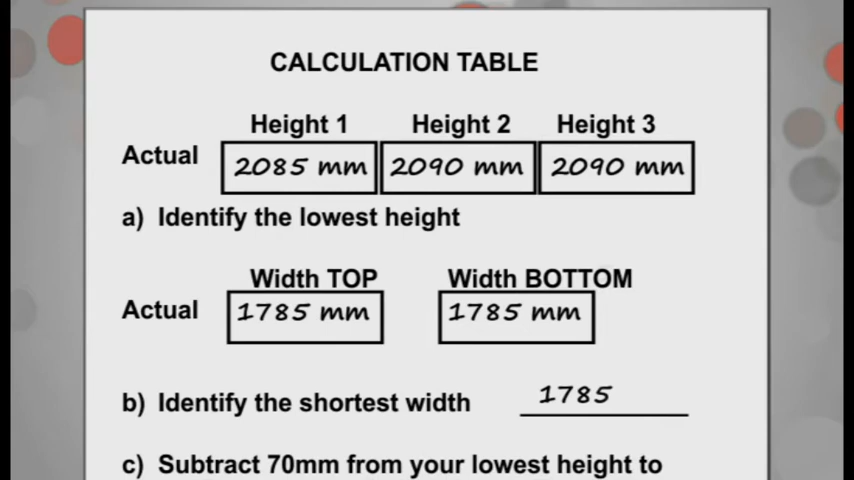 CALCULATION TABLE
Height 1 Height 2 Height 3
Actual 2085 mm 2090 mm 2090 mm
a) Identify the lowest height
Width TOP Width BOTTOM
Actual 1785 mm 1785 mm
b) Identify the shortest width 1785
c) Subtract 70mm from your lowest height to